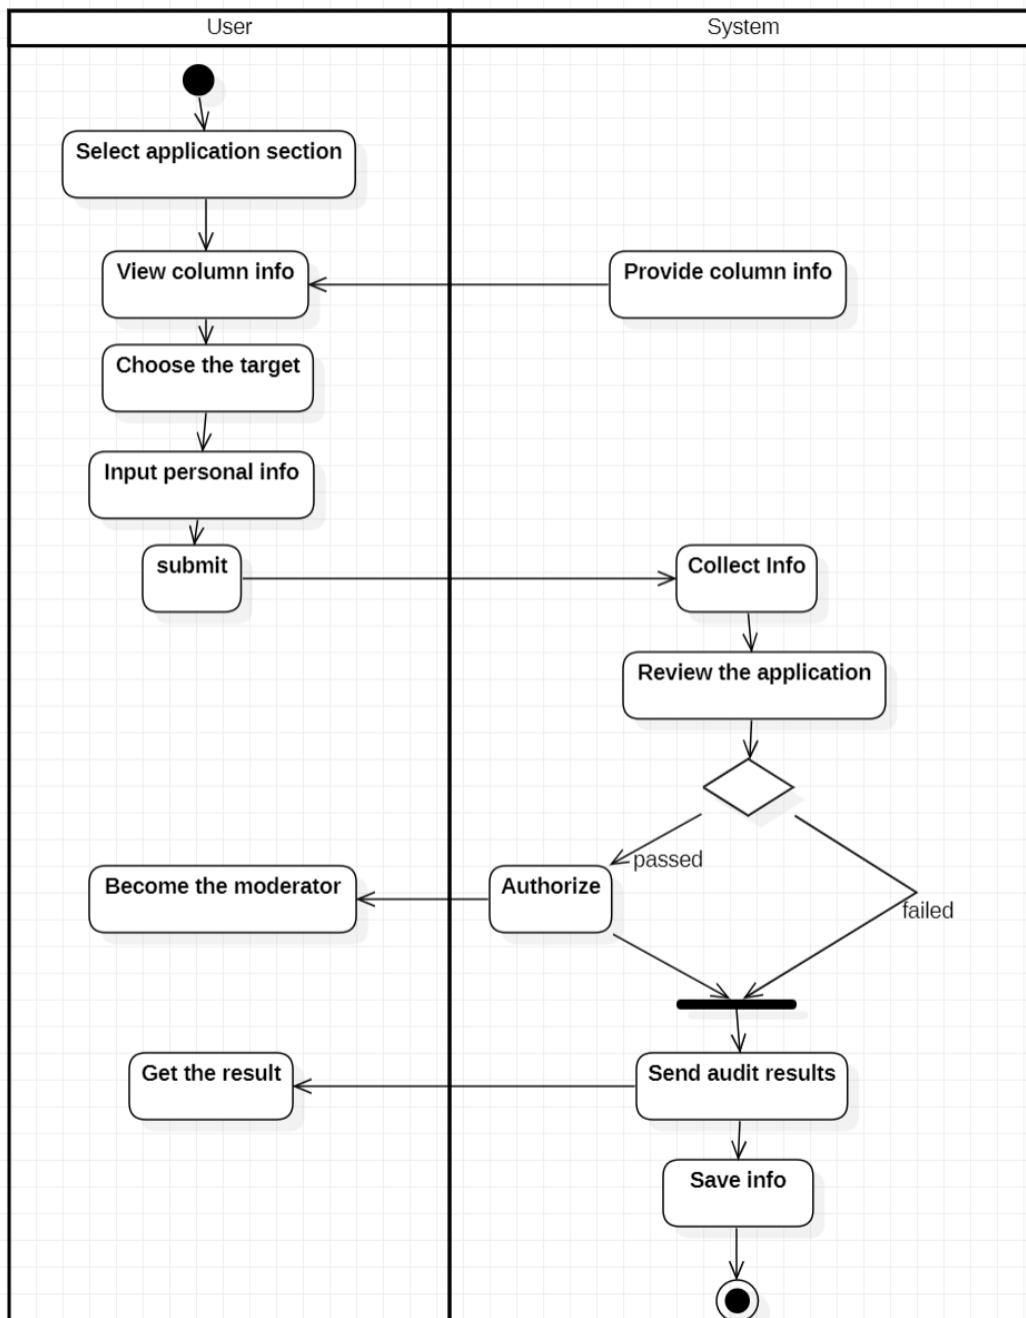 User
System
Select application section
View column info
Provide column info
Choose the target
Input personal info
submit
Collect Info
Review the application
passed
Become the moderator
Authorize
failed
Get the result
Send audit results
Save info